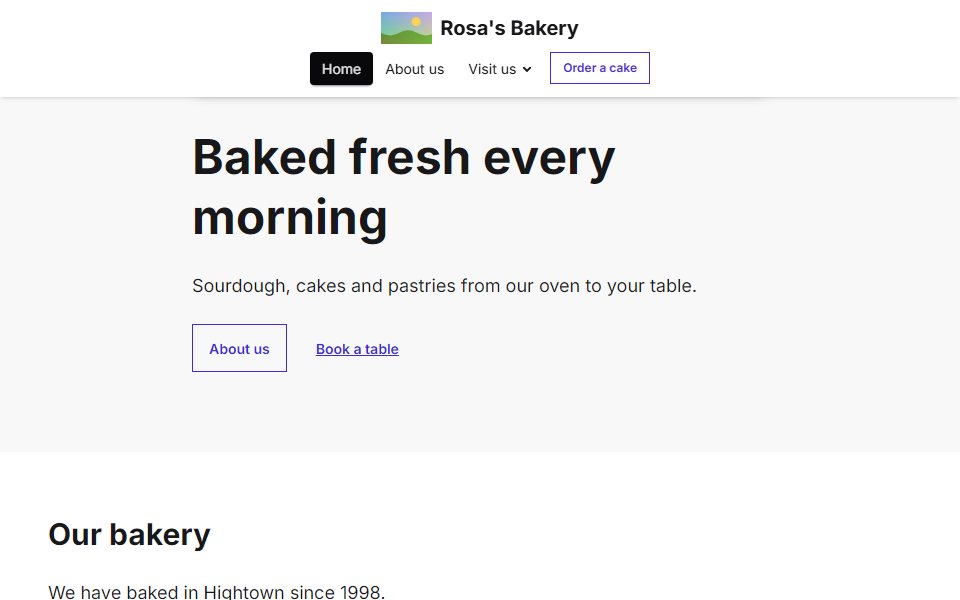 Rosa's Bakery
Home
About us
Visit us
Order a cake
Baked fresh every
morning
Sourdough, cakes and pastries from our oven to your table.
About us
Book a table
Our bakery
We have baked in Hightown since 1998.